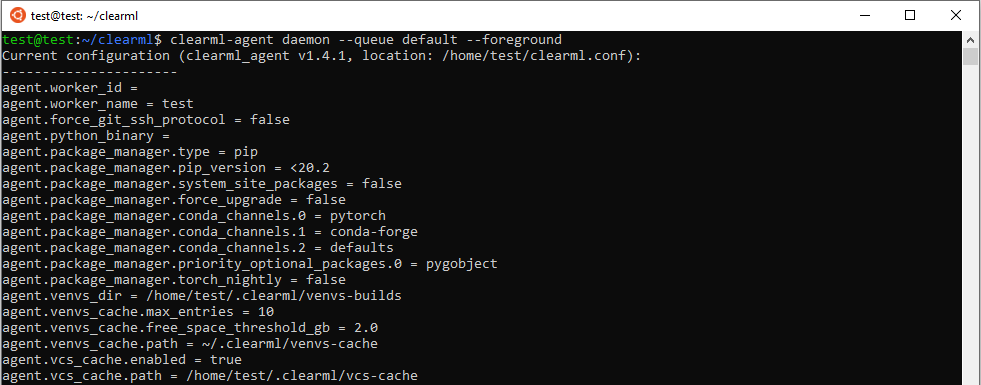 test@test: ~/clearml
test@test:~/clearml$ clearml-agent daemon --queue default --foreground
Current configuration (clearml_agent v1.4.1, location: /home/test/clearml.conf):
----------------------
agent.worker_id =
agent.worker_name = test
agent.force_git_ssh_protocol = false
agent.python_binary =
agent.package_manager.type = pip
agent.package_manager.pip_version = <20.2
agent.package_manager.system_site_packages = false
agent.package_manager.force_upgrade = false
agent.package_manager.conda_channels.0 = pytorch
agent.package_manager.conda_channels.1 = conda-forge
agent.package_manager.conda_channels.2 = defaults
agent.package_manager.priority_optional_packages.0 = pygobject
agent.package_manager.torch_nightly = false
agent.venvs_dir = /home/test/.clearml/venvs-builds
agent.venvs_cache.max_entries = 10
agent.venvs_cache.free_space_threshold_gb = 2.0
agent.venvs_cache.path = ~/.clearml/venvs-cache
agent.vcs_cache.enabled = true
agent.vcs_cache.path = /home/test/.clearml/vcs-cache